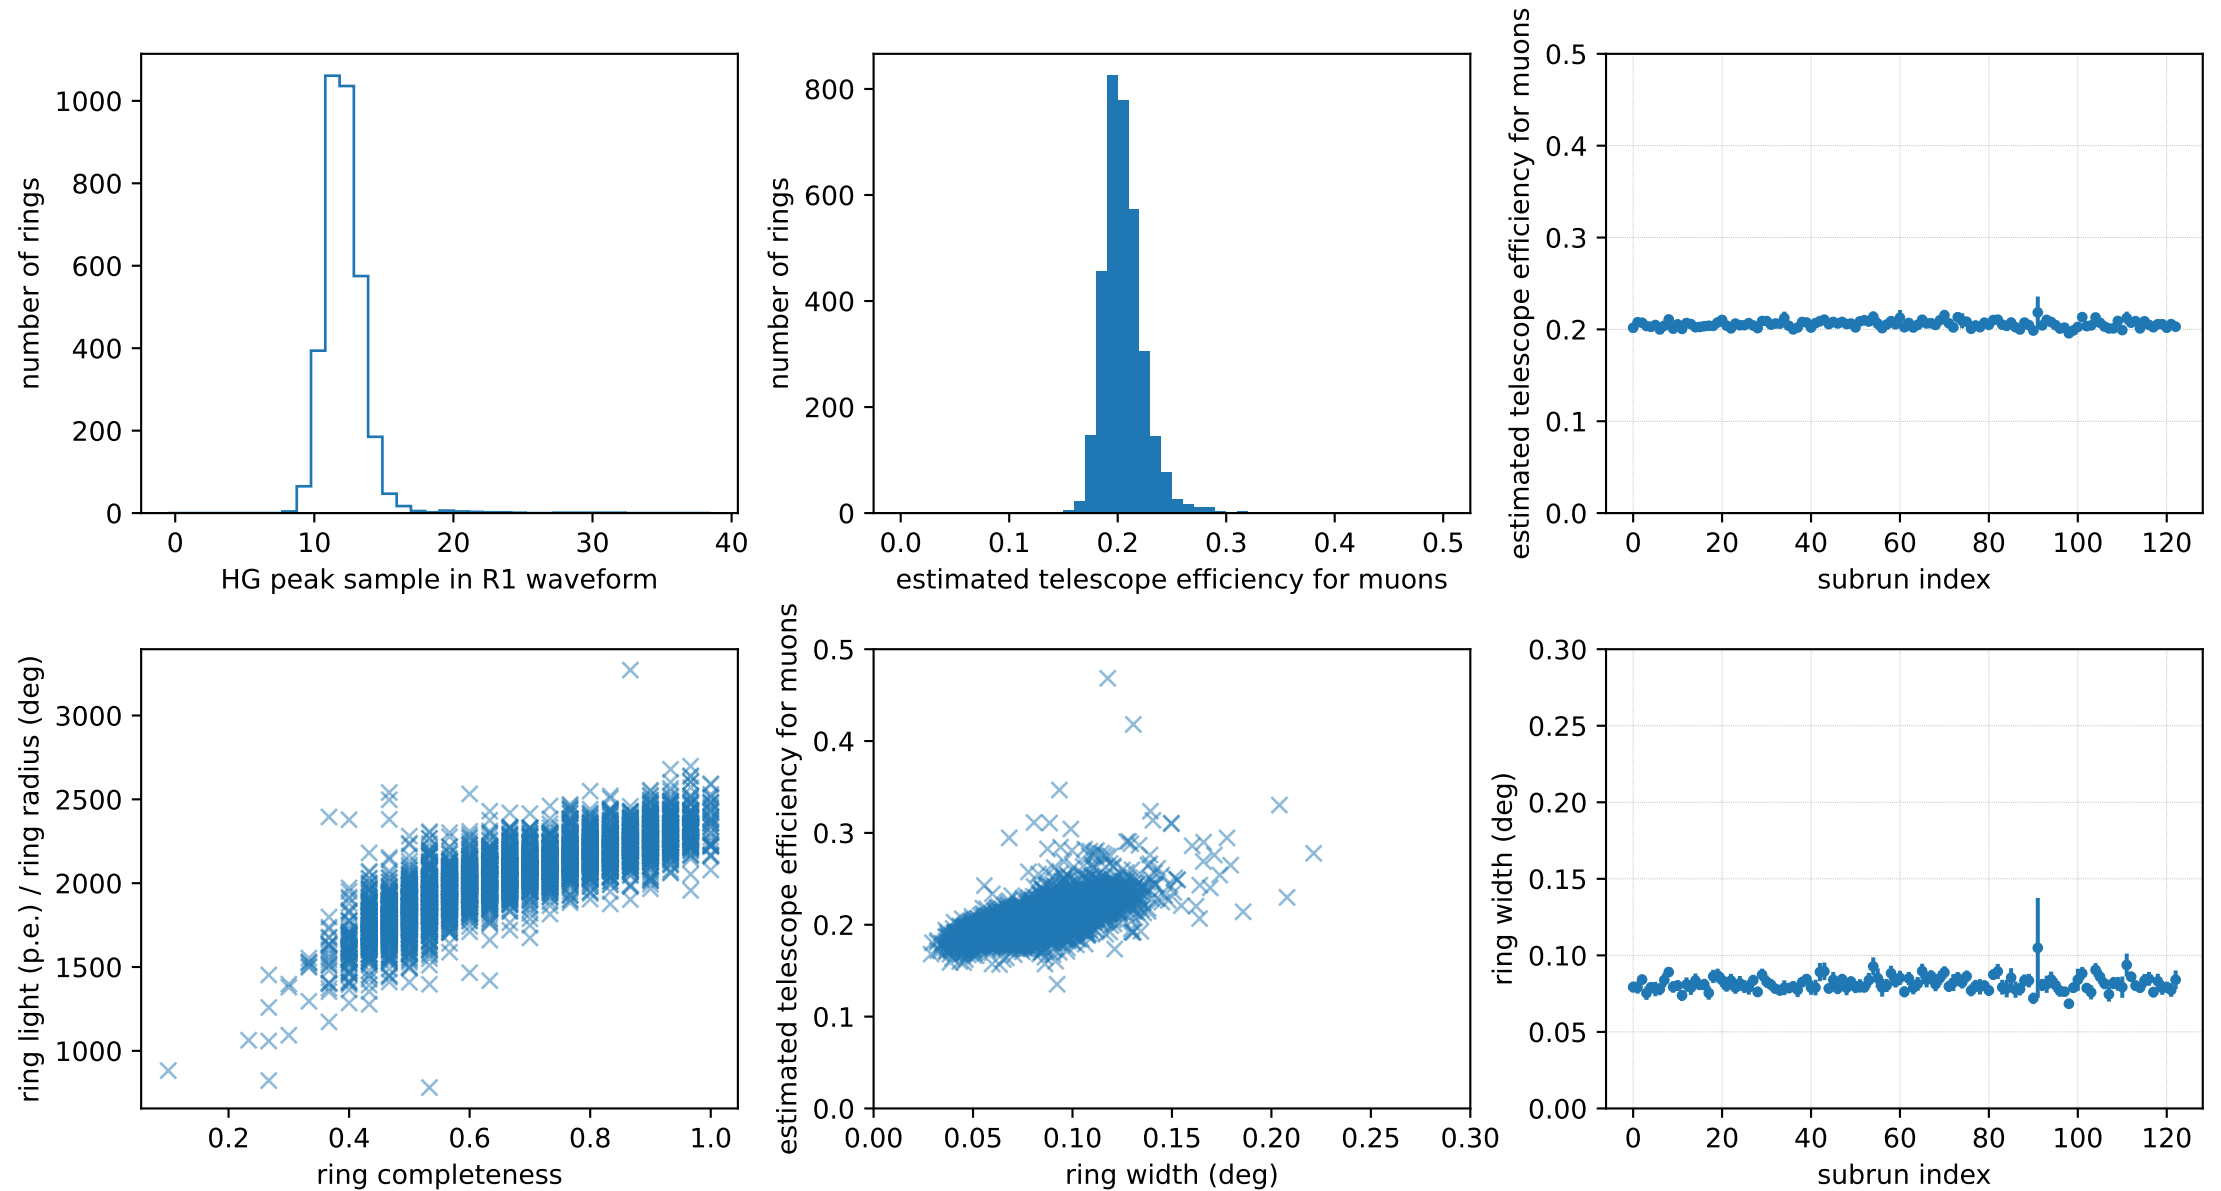 number of rings
1000
800
600
400
200
0
0 10 20 30 40
HG peak sample in R1 waveform
number of rings
800
600
400
200
0
0.0 0.1 0.2 0.3 0.4 0.5
estimated telescope efficiency for muons
estimated telescope efficiency for muons
0.5
0.4
0.3
0.2
0.1
0.0
0 20 40 60 80 100 120
subrun index
ring light (p.e.) / ring radius (deg)
3000
2500
2000
1500
1000
0.2 0.4 0.6 0.8 1.0
ring completeness
estimated telescope efficiency for muons
0.5
0.4
0.3
0.2
0.1
0.0
0.00 0.05 0.10 0.15 0.20 0.25 0.30
ring width (deg)
ring width (deg)
0.30
0.25
0.20
0.15
0.10
0.05
0.00
0 20 40 60 80 100 120
subrun index